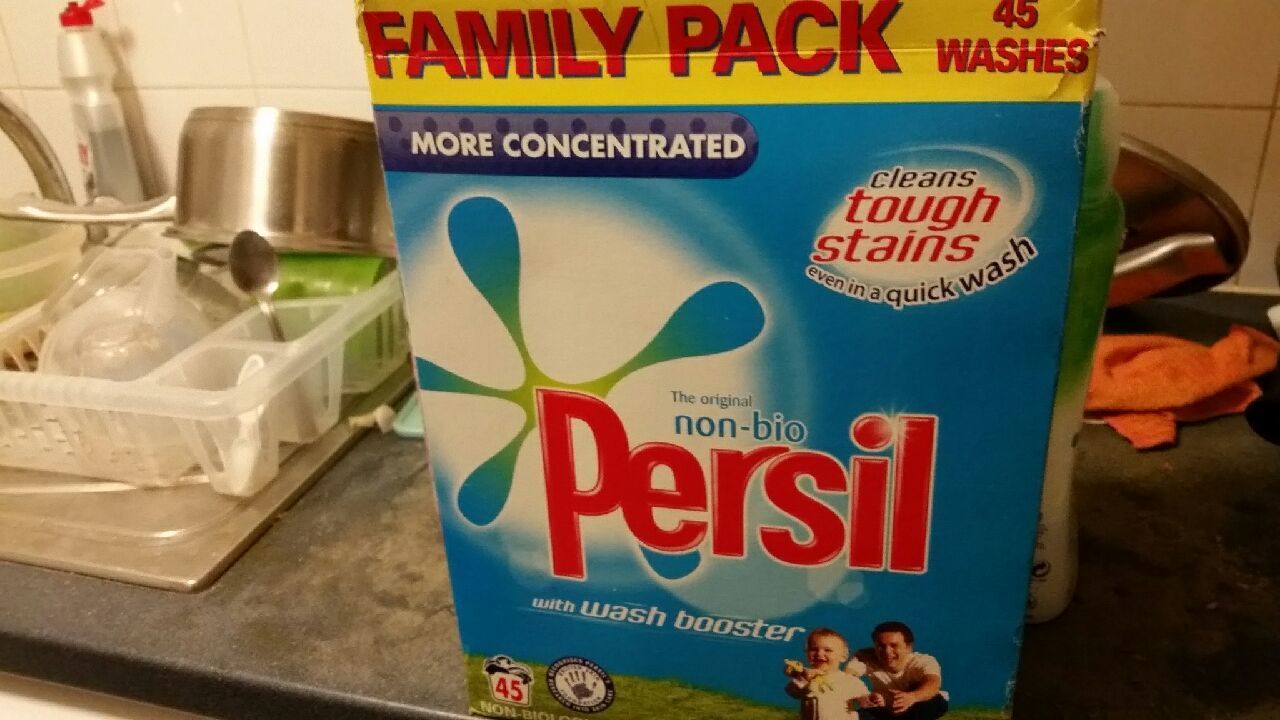 FAMILY PACK
45
WASHES
MORE CONCENTRATED
cleans
tough
stains
even in a quick wash
The original
non-bio
Persil
with wash booster
45